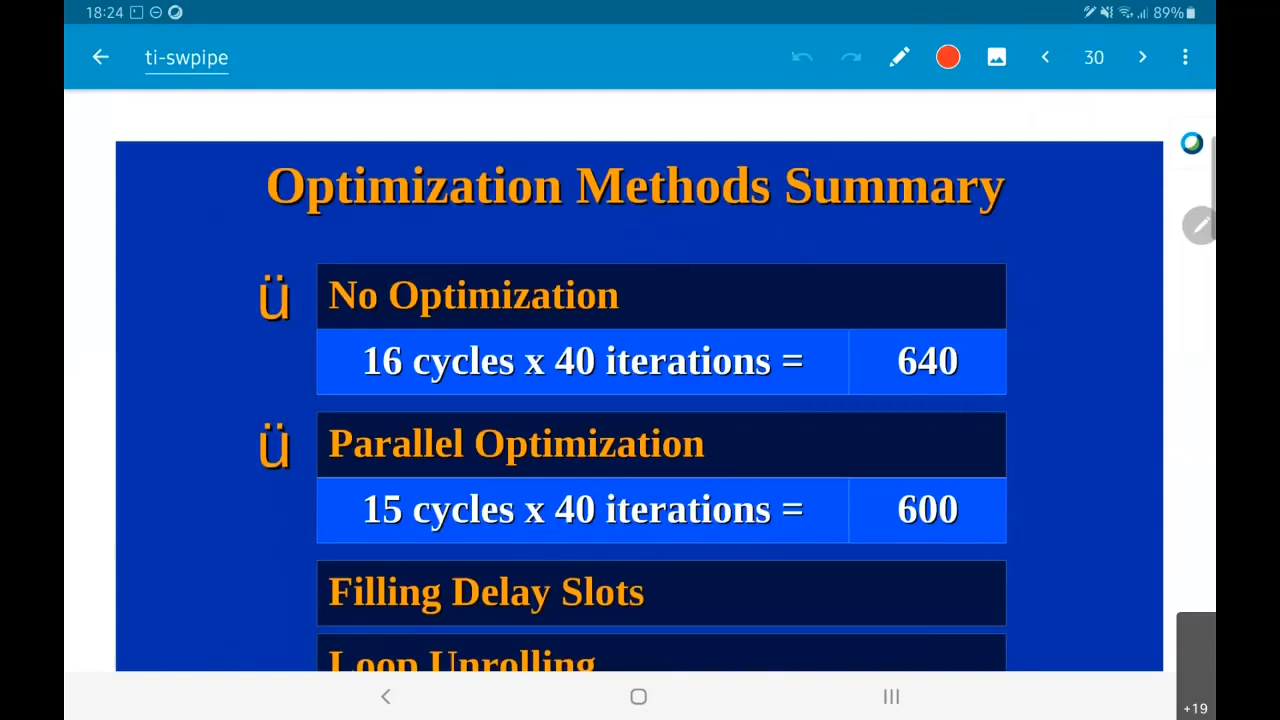 18:24
89%
ti-swpipe
30
Optimization Methods Summary
ü No Optimization
16 cycles x 40 iterations = 640
ü Parallel Optimization
15 cycles x 40 iterations = 600
Filling Delay Slots
Loop Unrolling
+19